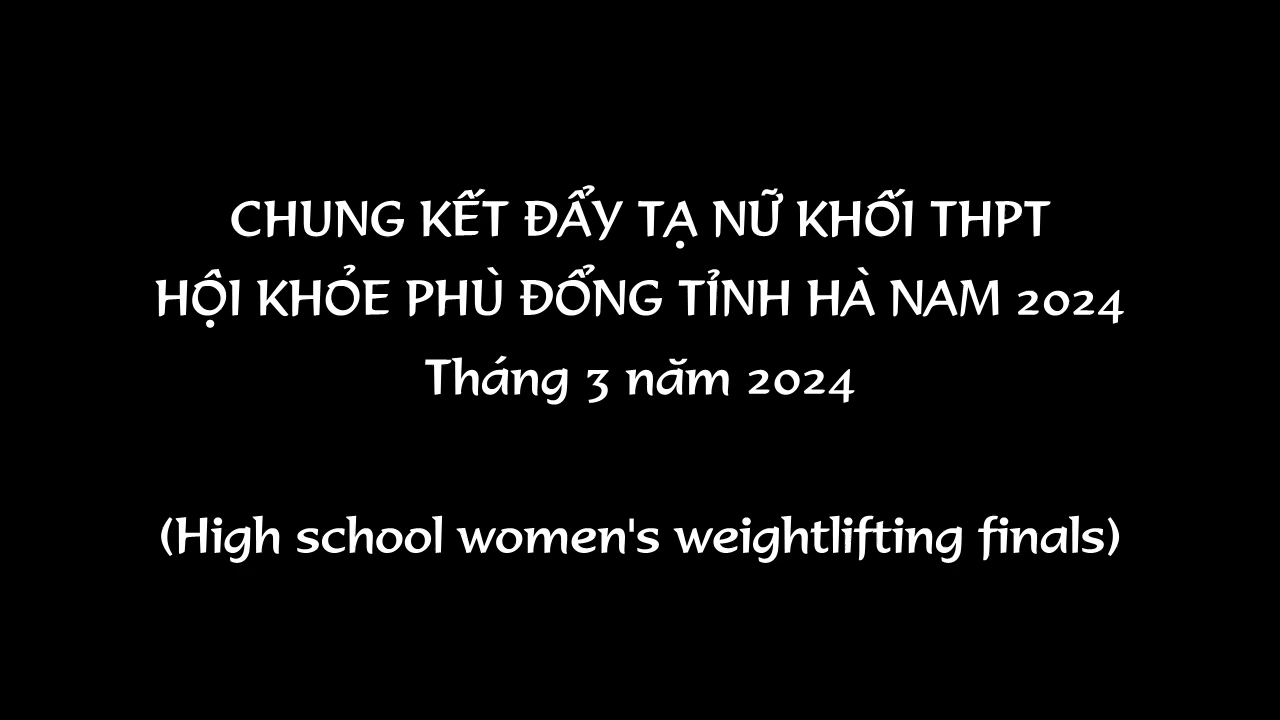 CHUNG KẾT ĐẨY TẠ NỮ KHỐI THPT
HỘI KHỎE PHÙ ĐỔNG TỈNH HÀ NAM 2024
Tháng 3 năm 2024
(High school women's weightlifting finals)